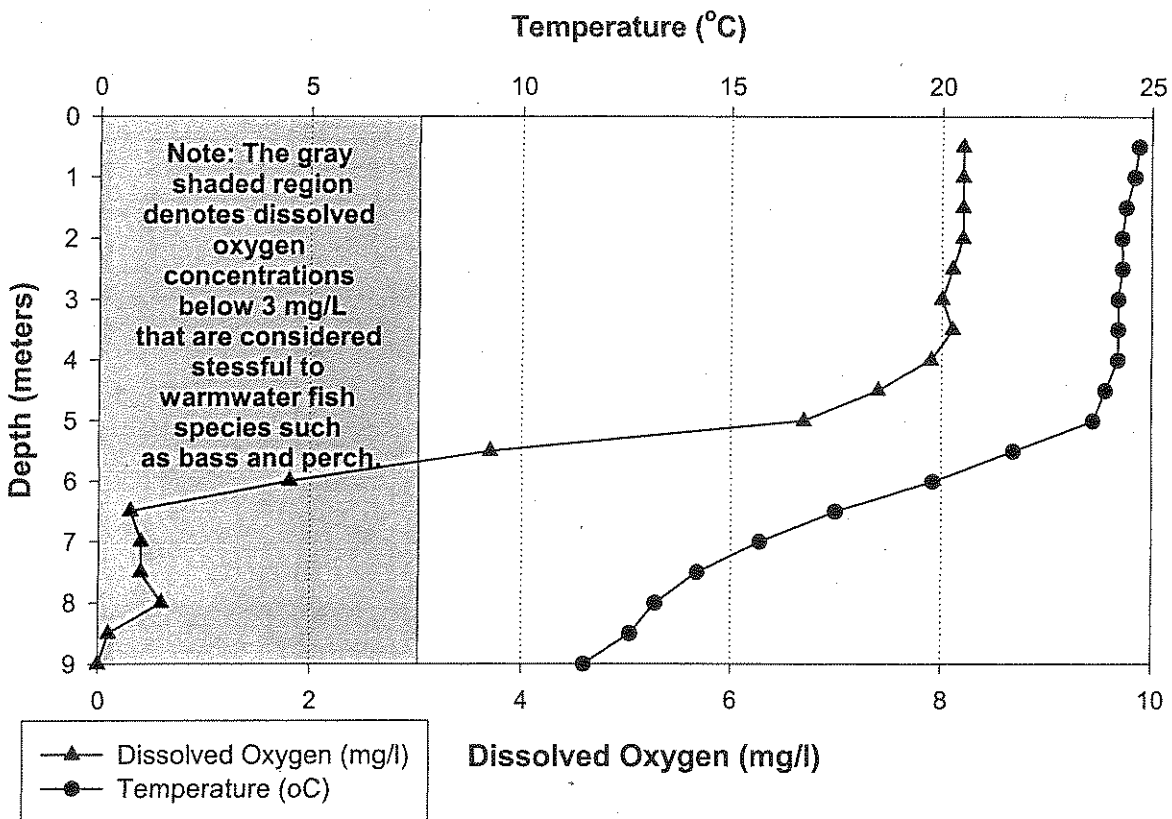 Temperature (oC)
0 5 10 15 20 25
0
1
2
3
4
5
6
7
8
9
Depth (meters)
Note: The gray
shaded region
denotes dissolved
oxygen
concentrations
below 3 mg/L
that are considered
stessful to
warmwater fish
species such
as bass and perch.
0 2 4 6 8 10
Dissolved Oxygen (mg/l)
Dissolved Oxygen (mg/l)
Temperature (oC)